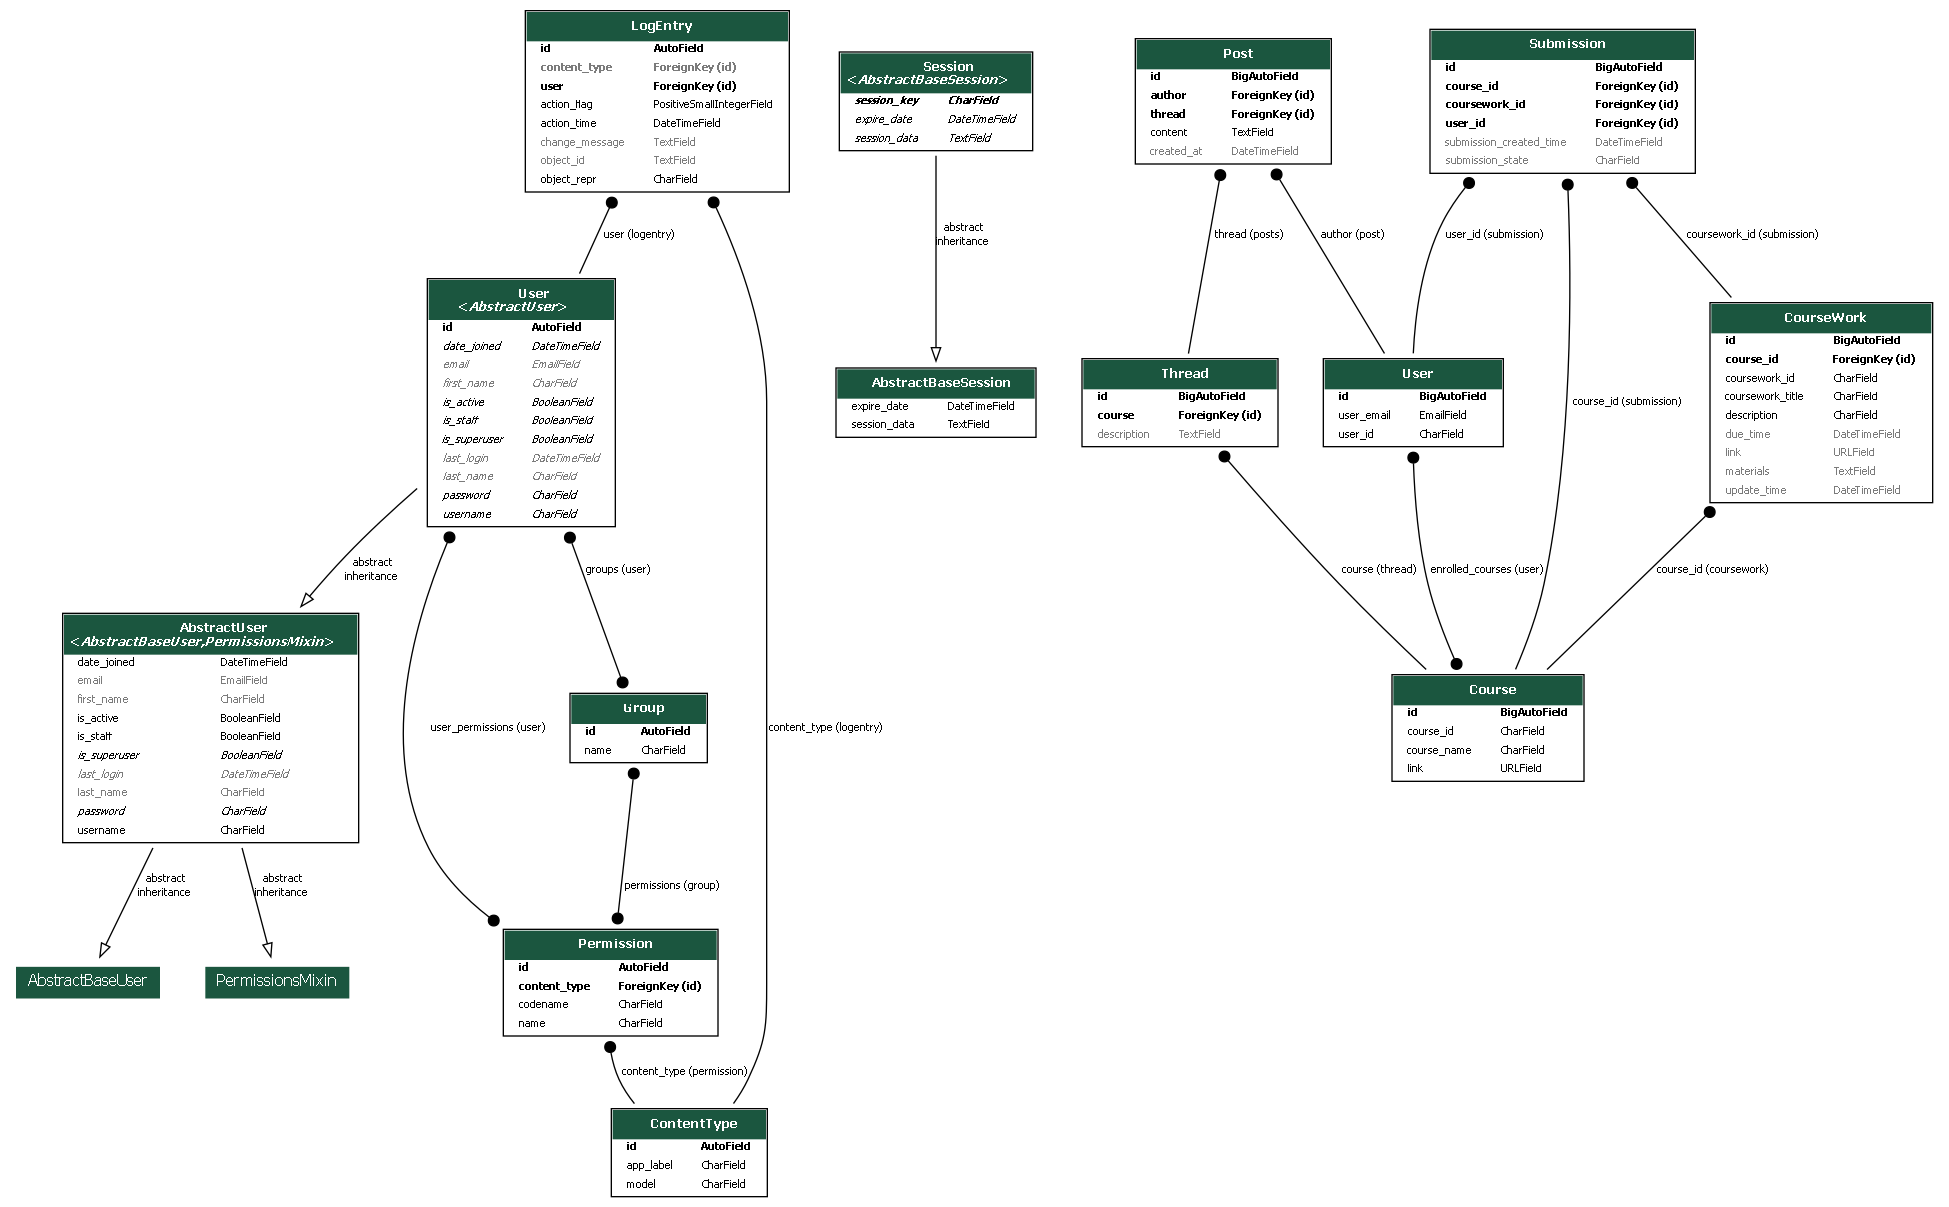 LogEntry
id AutoField
content_type ForeignKey (id)
user ForeignKey (id)
action_flag PositiveSmallIntegerField
action_time DateTimeField
change_message TextField
object_id TextField
object_repr CharField
user (logentry)
User
<AbstractUser>
id AutoField
date_joined DateTimeField
email EmailField
first_name CharField
is_active BooleanField
is_staff BooleanField
is_superuser BooleanField
last_login DateTimeField
last_name CharField
password CharField
username CharField
abstract
inheritance
groups (user)
AbstractUser
<AbstractBaseUser,PermissionsMixin>
date_joined DateTimeField
email EmailField
first_name CharField
is_active BooleanField
is_staff BooleanField
is_superuser BooleanField
last_login DateTimeField
last_name CharField
password CharField
username CharField
abstract
inheritance
abstract
inheritance
AbstractBaseUser
PermissionsMixin
user_permissions (user)
Group
id AutoField
name CharField
content_type (logentry)
permissions (group)
Permission
id AutoField
content_type ForeignKey (id)
codename CharField
name CharField
content_type (permission)
ContentType
id AutoField
app_label CharField
model CharField
Session
<AbstractBaseSession>
session_key CharField
expire_date DateTimeField
session_data TextField
abstract
inheritance
AbstractBaseSession
expire_date DateTimeField
session_data TextField
Post
id BigAutoField
author ForeignKey (id)
thread ForeignKey (id)
content TextField
created_at DateTimeField
thread (posts)
author (post)
Submission
id BigAutoField
course_id ForeignKey (id)
coursework_id ForeignKey (id)
user_id ForeignKey (id)
submission_created_time DateTimeField
submission_state CharField
user_id (submission)
coursework_id (submission)
Thread
id BigAutoField
course ForeignKey (id)
description TextField
User
id BigAutoField
user_email EmailField
user_id CharField
course_id (submission)
CourseWork
id BigAutoField
course_id ForeignKey (id)
coursework_id CharField
coursework_title CharField
description CharField
due_time DateTimeField
link URLField
materials TextField
update_time DateTimeField
course (thread)
enrolled_courses (user)
course_id (coursework)
Course
id BigAutoField
course_id CharField
course_name CharField
link URLField